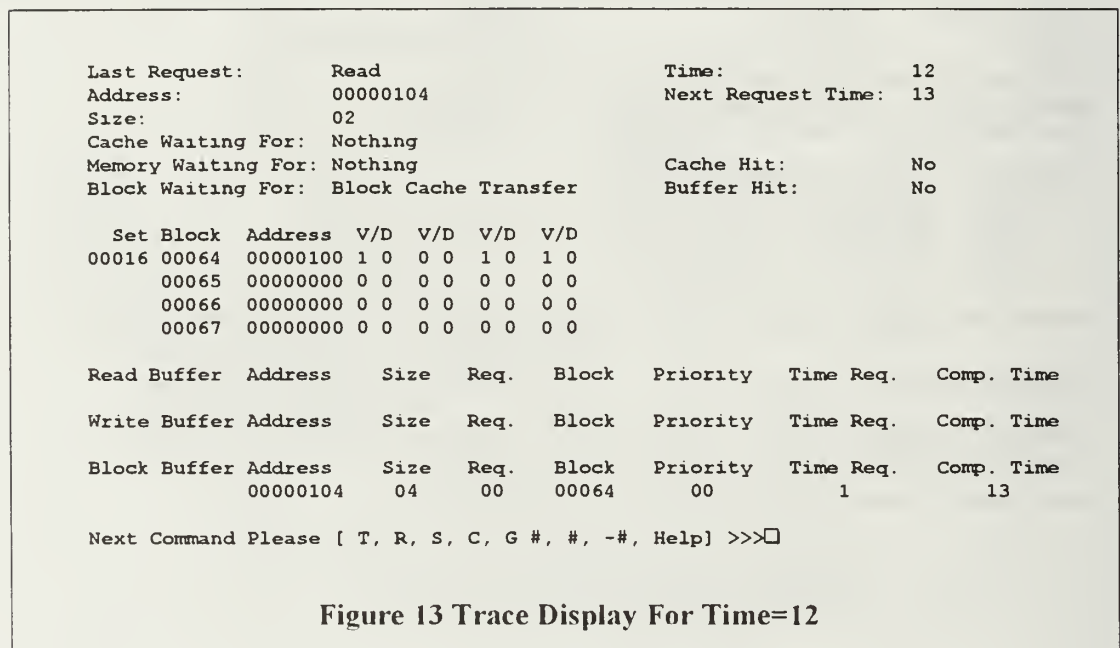 Last Request: Read Time: 12
Address: 00000104 Next Request Time: 13
Size: 02
Cache Waiting For: Nothing
Memory Waiting For: Nothing Cache Hit: No
Block Waiting For: Block Cache Transfer Buffer Hit: No
Set Block Address V/D V/D V/D V/D
00016 00064 00000100 1 0 0 0 1 0 1 0
00065 00000000 0 0 0 0 0 0 0 0
00066 00000000 0 0 0 0 0 0 0 0
00067 00000000 0 0 0 0 0 0 0 0
Read Buffer Address Size Req. Block Priority Time Req. Comp. Time
Write Buffer Address Size Req. Block Priority Time Req. Comp. Time
Block Buffer Address Size Req. Block Priority Time Req. Comp. Time
00000104 04 00 00064 00 1 13
Next Command Please [ T, R, S, C, G #, #, -#, Help] >>>
Figure 13 Trace Display For Time=12